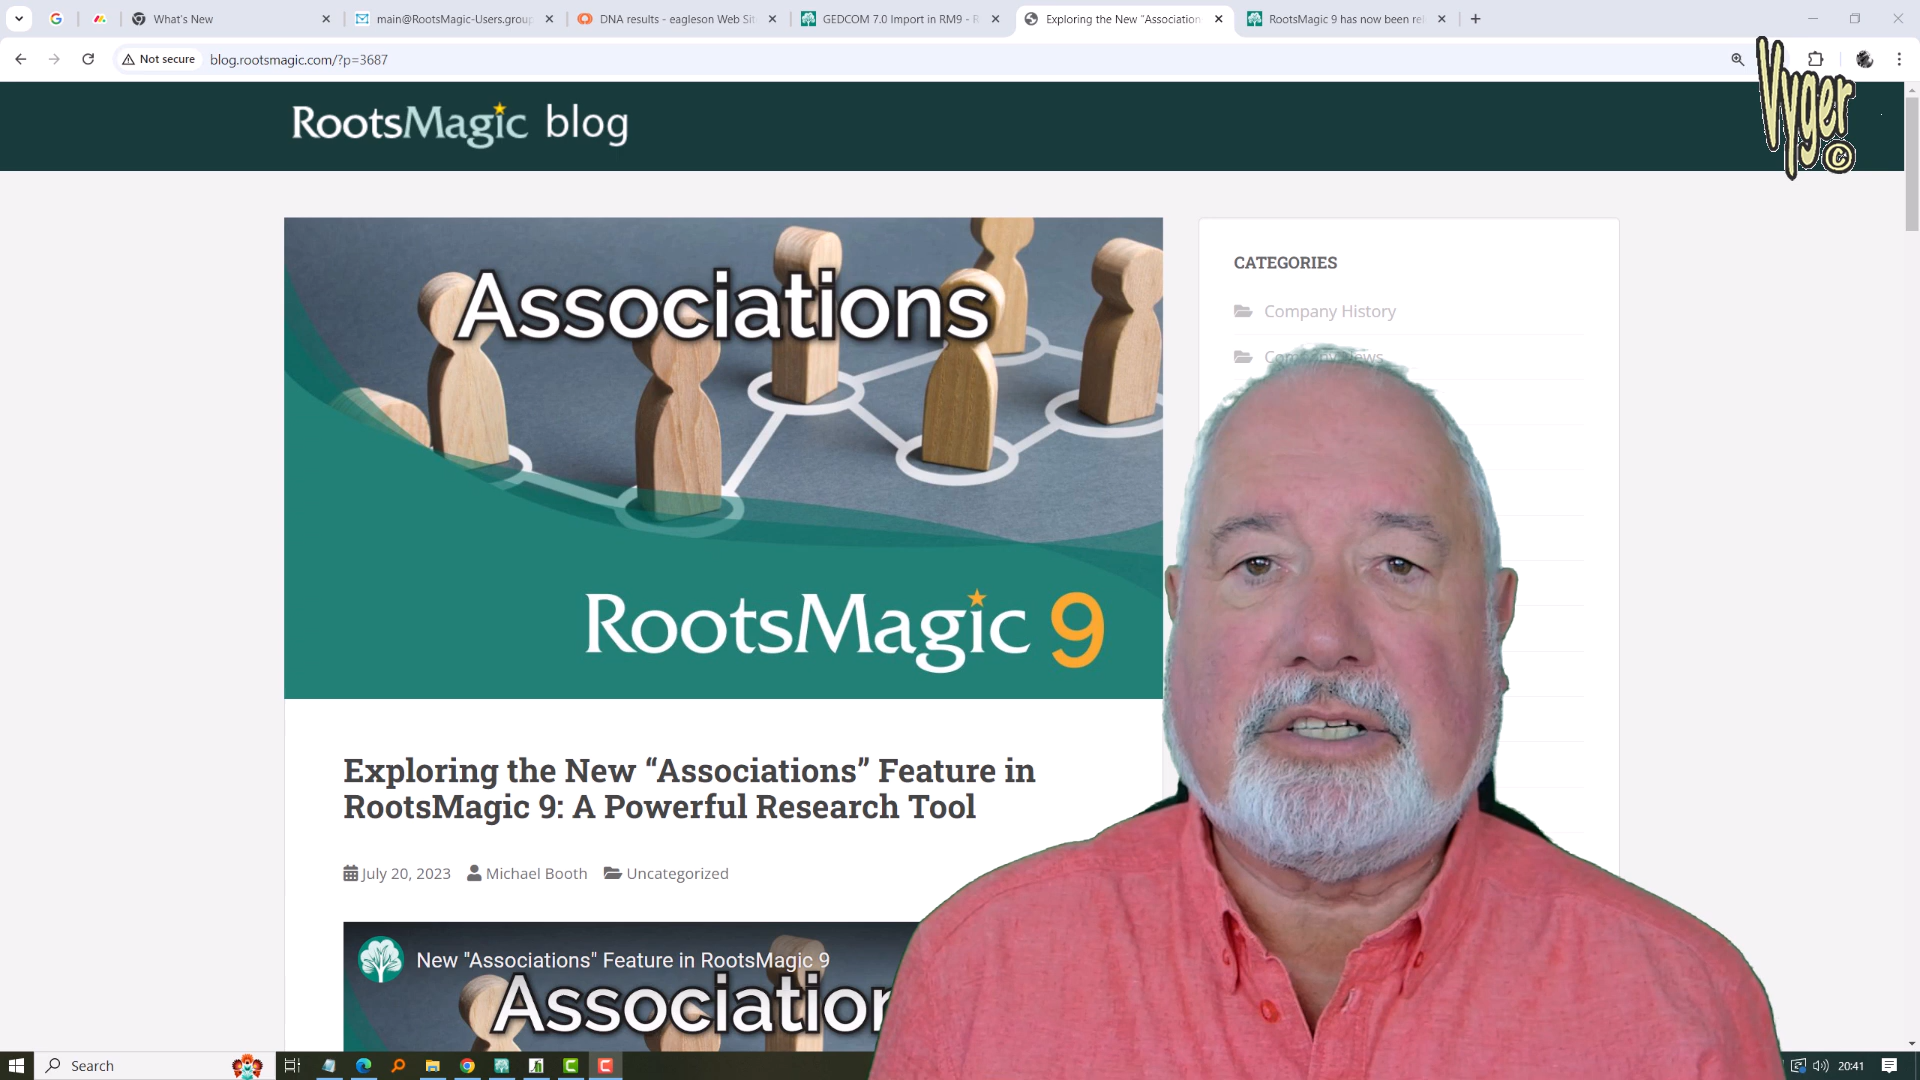 What's New
main@RootsMagic-Users.group
DNA results - eagleson Web Sit
GEDCOM 7.0 Import in RM9 - R
Exploring the New "Association
RootsMagic 9 has now been rel
Not secure
blog.rootsmagic.com/?p=3687
Vyger
©
RootsMagic blog
Associations
RootsMagic 9
CATEGORIES
Company History
Company News
Exploring the New “Associations” Feature in
RootsMagic 9: A Powerful Research Tool
July 20, 2023
Michael Booth
Uncategorized
New "Associations" Feature in RootsMagic 9
Association
Search
20:41